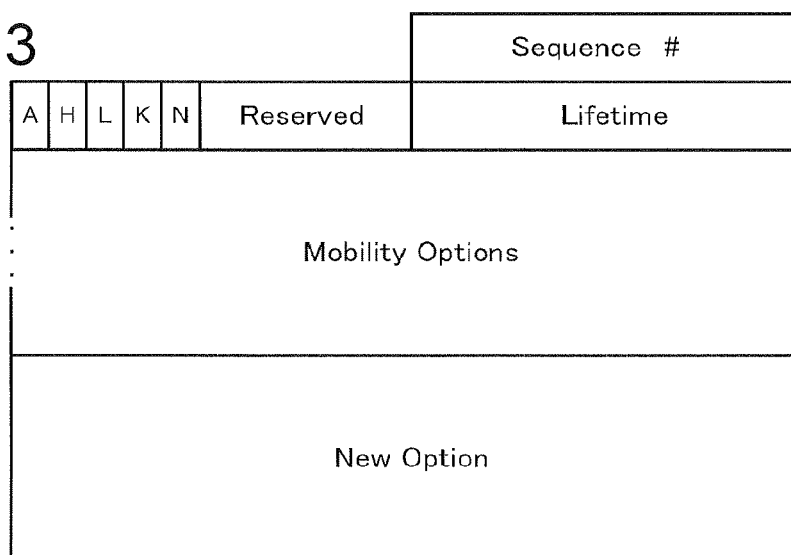 3
Sequence #
A H L K N Reserved Lifetime
Mobility Options
New Option